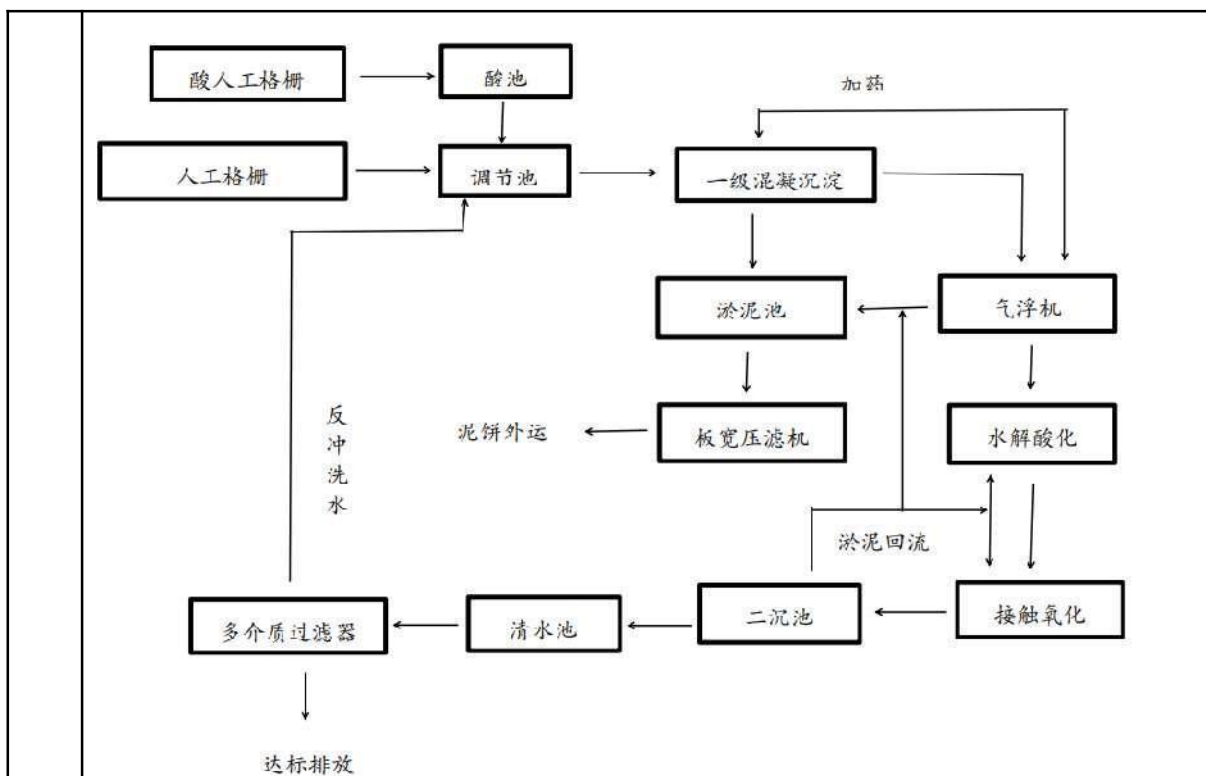 酸人工格栅
酸池
加药
人工格栅
调节池
一级混凝沉淀
淤泥池
气浮机
反冲洗水
泥饼外运
板宽压滤机
水解酸化
淤泥回流
多介质过滤器
清水池
二沉池
接触氧化
达标排放